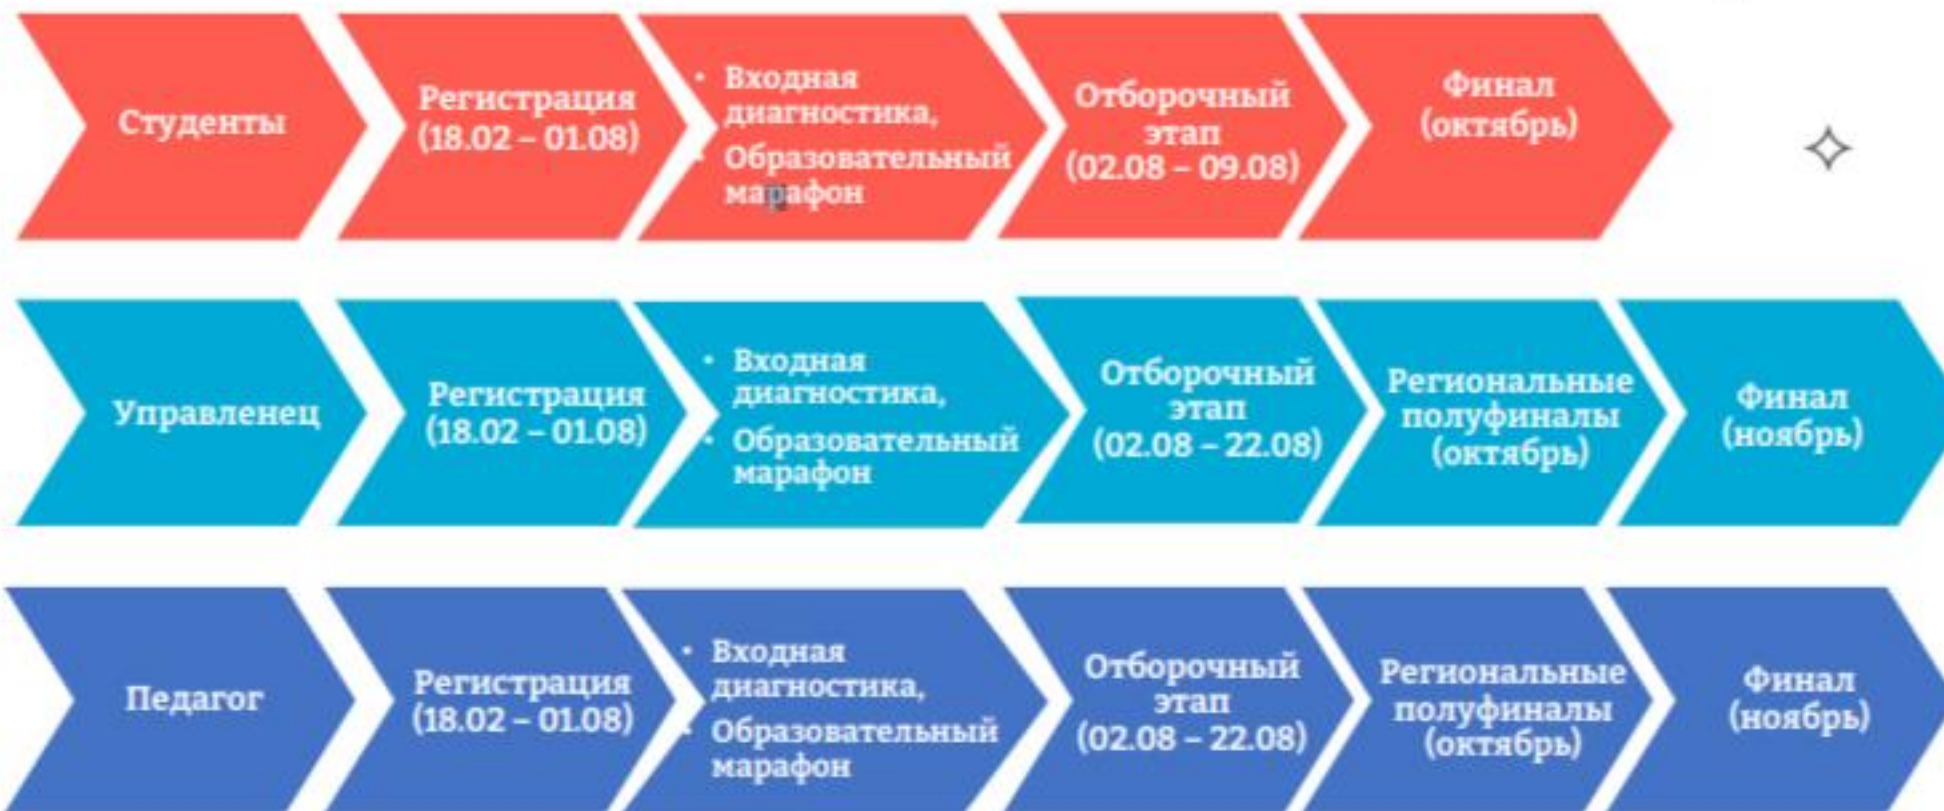 Студенты
Регистрация
(18.02 – 01.08)
• Входная
диагностика,
• Образовательный
марафон
Отборочный
этап
(02.08 – 09.08)
Финал
(октябрь)
Управленец
Регистрация
(18.02 – 01.08)
• Входная
диагностика,
• Образовательный
марафон
Отборочный
этап
(02.08 – 22.08)
Региональные
полуфиналы
(октябрь)
Финал
(ноябрь)
Педагог
Регистрация
(18.02 – 01.08)
• Входная
диагностика,
• Образовательный
марафон
Отборочный
этап
(02.08 – 22.08)
Региональные
полуфиналы
(октябрь)
Финал
(ноябрь)